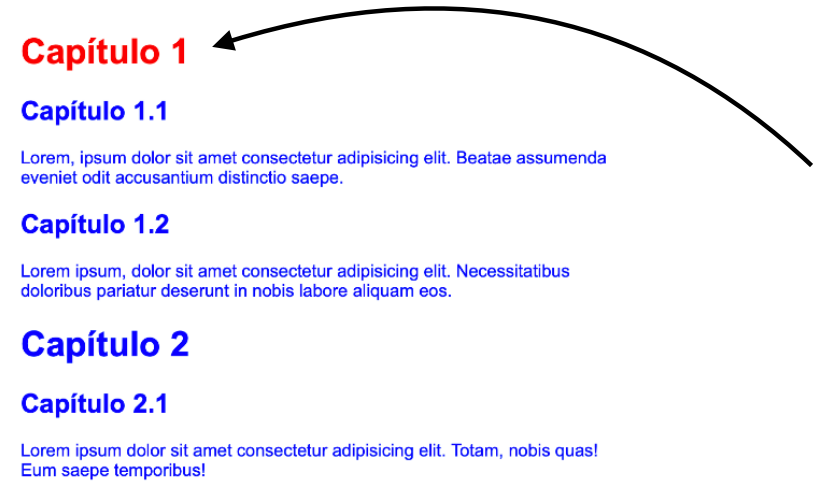 Capítulo 1
Capítulo 1.1
Lorem, ipsum dolor sit amet consectetur adipisicing elit. Beatae assumenda
eveniet odit accusantium distinctio saepe.
Capítulo 1.2
Lorem ipsum, dolor sit amet consectetur adipisicing elit. Necessitatibus
doloribus pariatur deserunt in nobis labore aliquam eos.
Capítulo 2
Capítulo 2.1
Lorem ipsum dolor sit amet consectetur adipisicing elit. Totam, nobis quas!
Eum saepe temporibus!